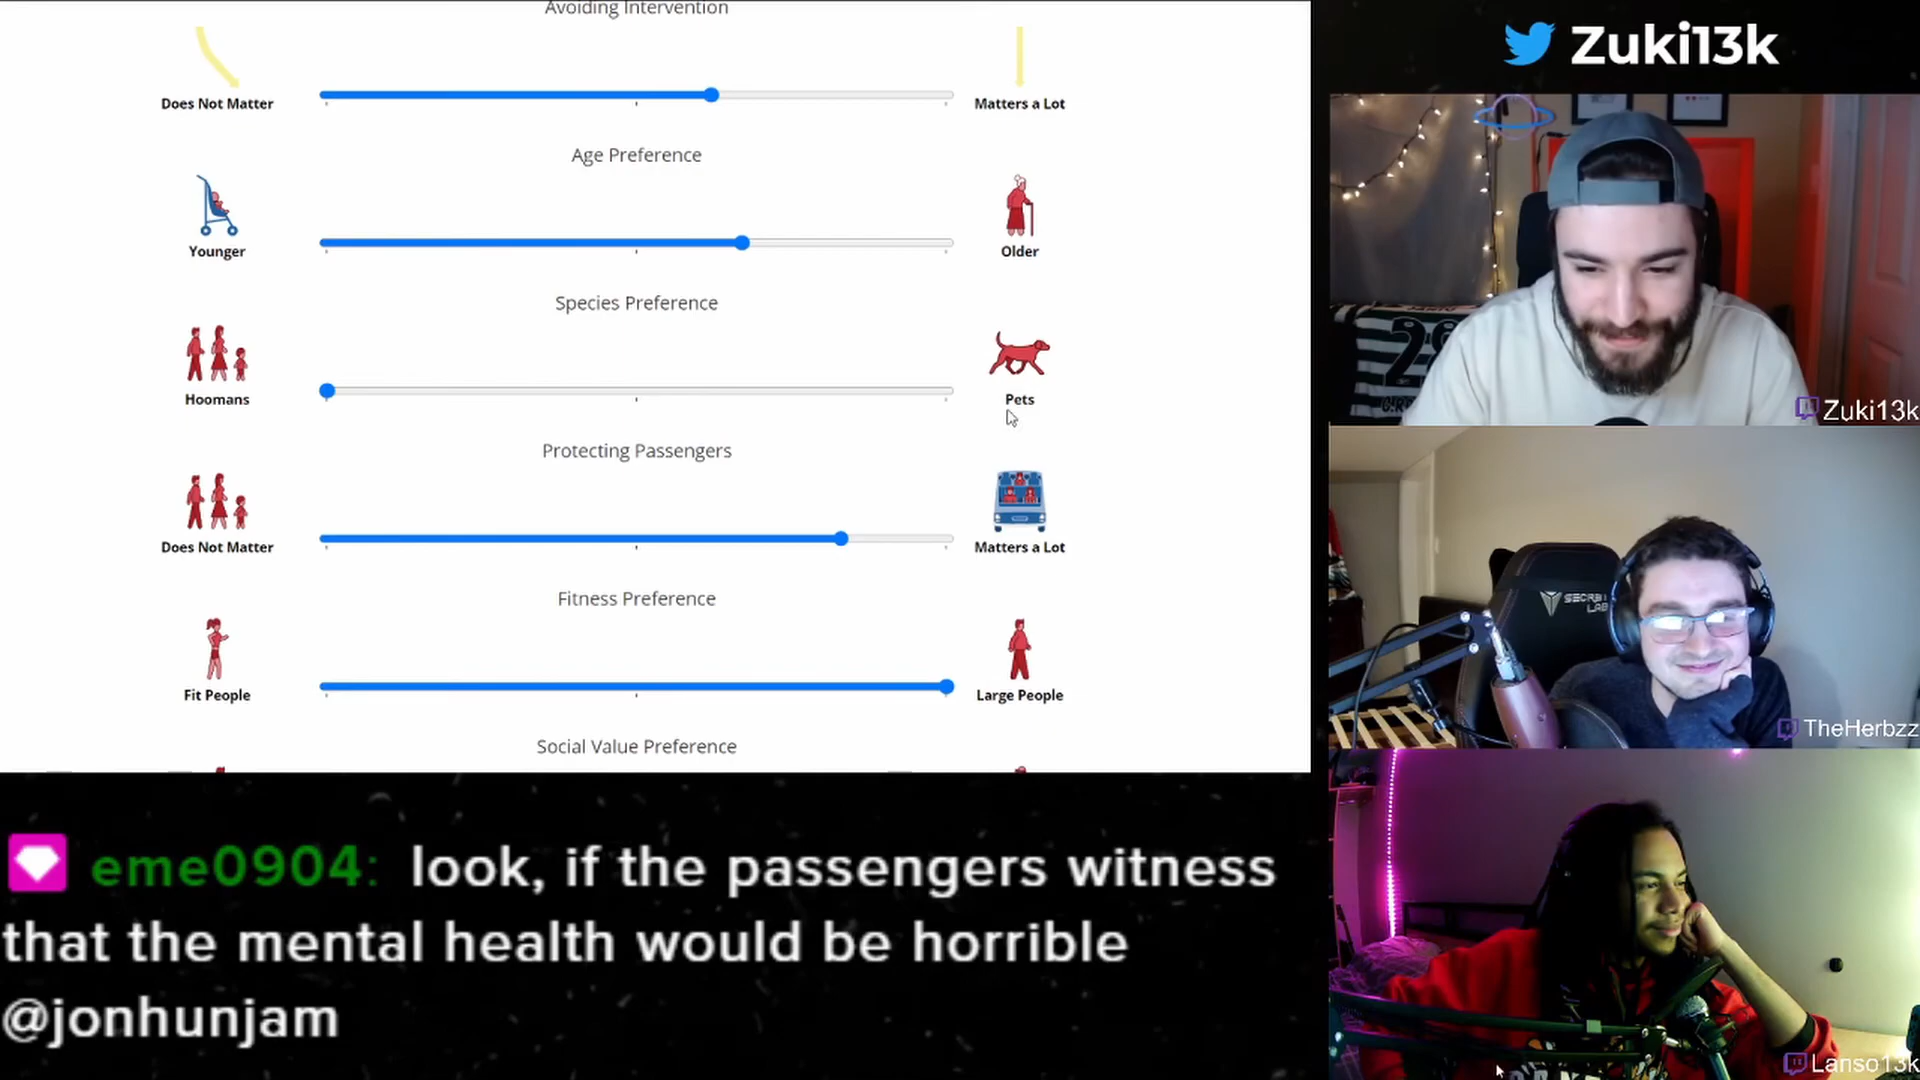 Avoiding Intervention
Does Not Matter
Matters a Lot
Age Preference
Younger
Older
Species Preference
Hoomans
Pets
Protecting Passengers
Does Not Matter
Matters a Lot
Fitness Preference
Fit People
Large People
Social Value Preference
eme0904: look, if the passengers witness
that the mental health would be horrible
@jonhunjam
Zuki13k
Zuki13k
SECRET
LAB
TheHerbzz
Lanso13k